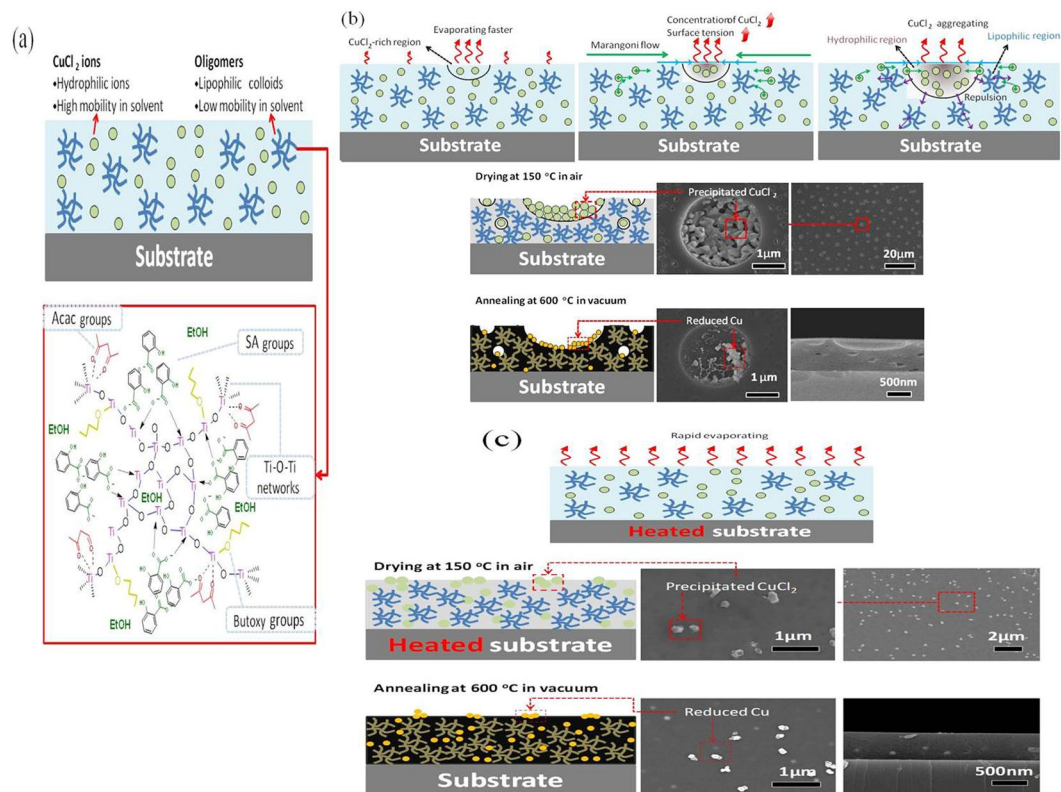 (a)
CuCl2 ions
•Hydrophilic ions
•High mobility in solvent
Oligomers
•Lipophilic colloids
•Low mobility in solvent
Substrate
Acac groups
EtOH
SA groups
EtOH
Ti-O-Ti
networks
EtOH
EtOH
EtOH
Butoxy groups
(b)
Evaporating faster
CuCl2-rich region
Substrate
Concentration of CuCl2
Surface tension
Marangoni flow
Substrate
CuCl2 aggregating
Hydrophilic region
Lipophilic region
Repulsion
Substrate
Drying at 150 °C in air
Precipitated CuCl2
Substrate
1µm
20µm
Annealing at 600 °C in vacuum
Reduced Cu
Substrate
1 µm
500nm
(c)
Rapid evaporating
Heated substrate
Drying at 150 °C in air
Precipitated CuCl2
Heated substrate
1µm
2µm
Annealing at 600 °C in vacuum
Reduced Cu
Substrate
1µm
500nm